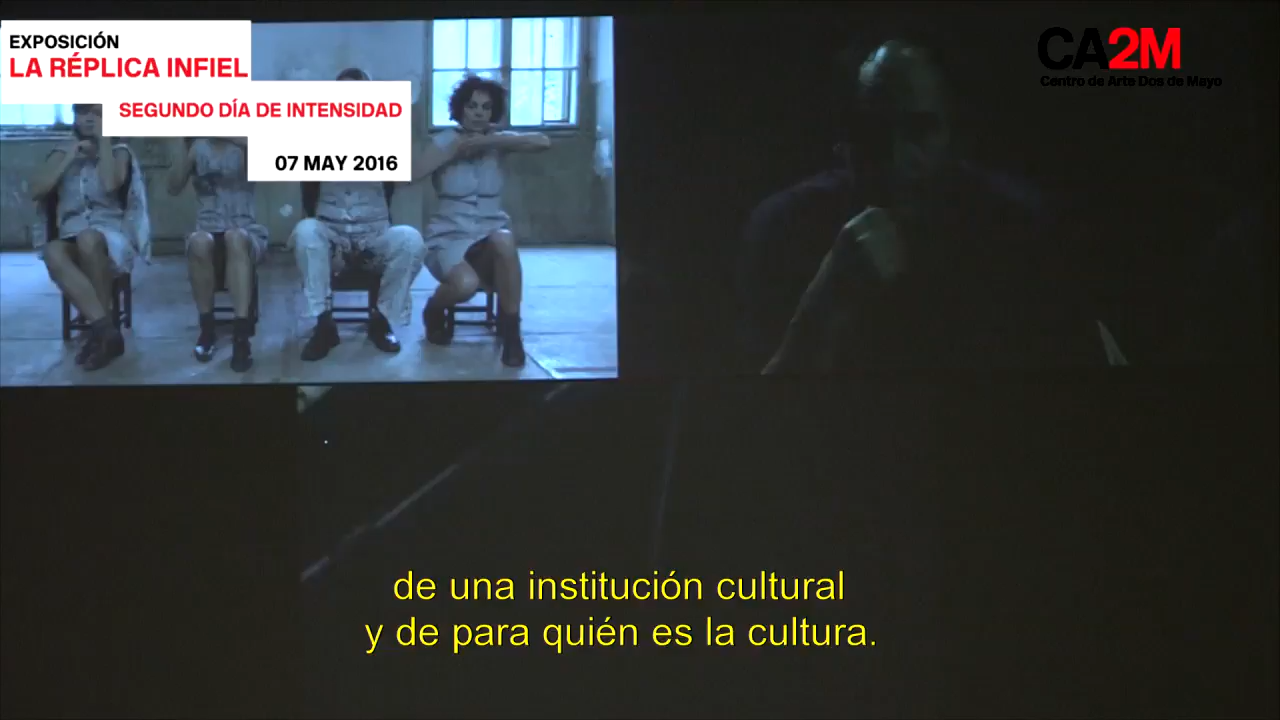 EXPOSICIÓN
LA RÉPLICA INFIEL
SEGUNDO DÍA DE INTENSIDAD
07 MAY 2016
CA2M
Centro de Arte Dos de Mayo
de una institución cultural
y de para quién es la cultura.